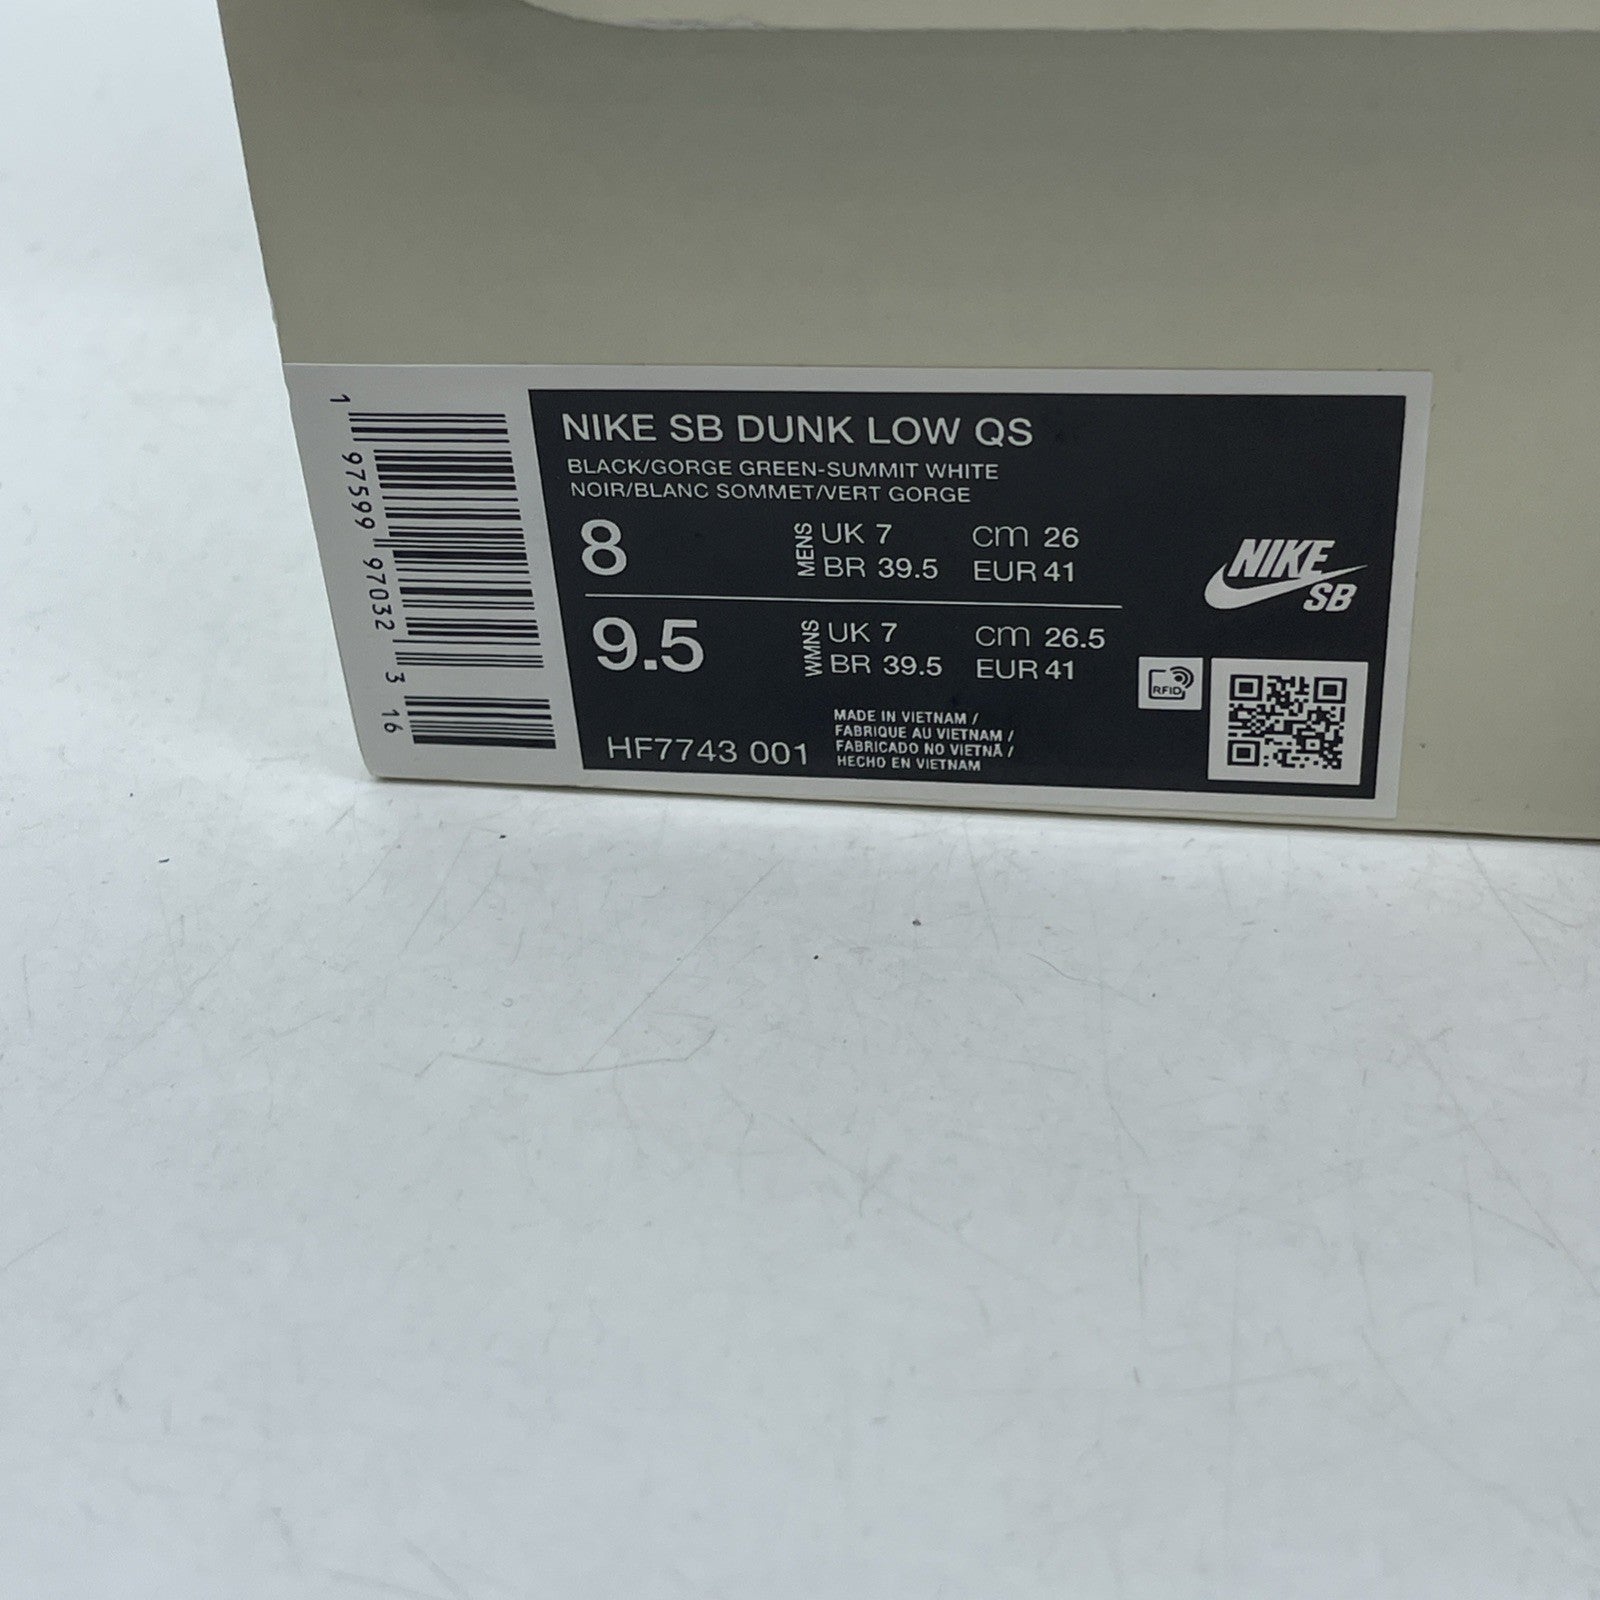 NIKE SB DUNK LOW QS
BLACK/GORGE GREEN-SUMMIT WHITE
NOIR/BLANC SOMMET/VERT GORGE
8 MENS UK 7 cm 26
BR 39.5 EUR 41
9.5 WMNS UK 7 cm 26.5
BR 39.5 EUR 41
HF7743 001
MADE IN VIETNAM /
FABRIQUE AU VIETNAM /
FABRICADO NO VIETNÃ /
HECHO EN VIETNAM
NIKE
SB
RFID
1 97599 97032 3 16